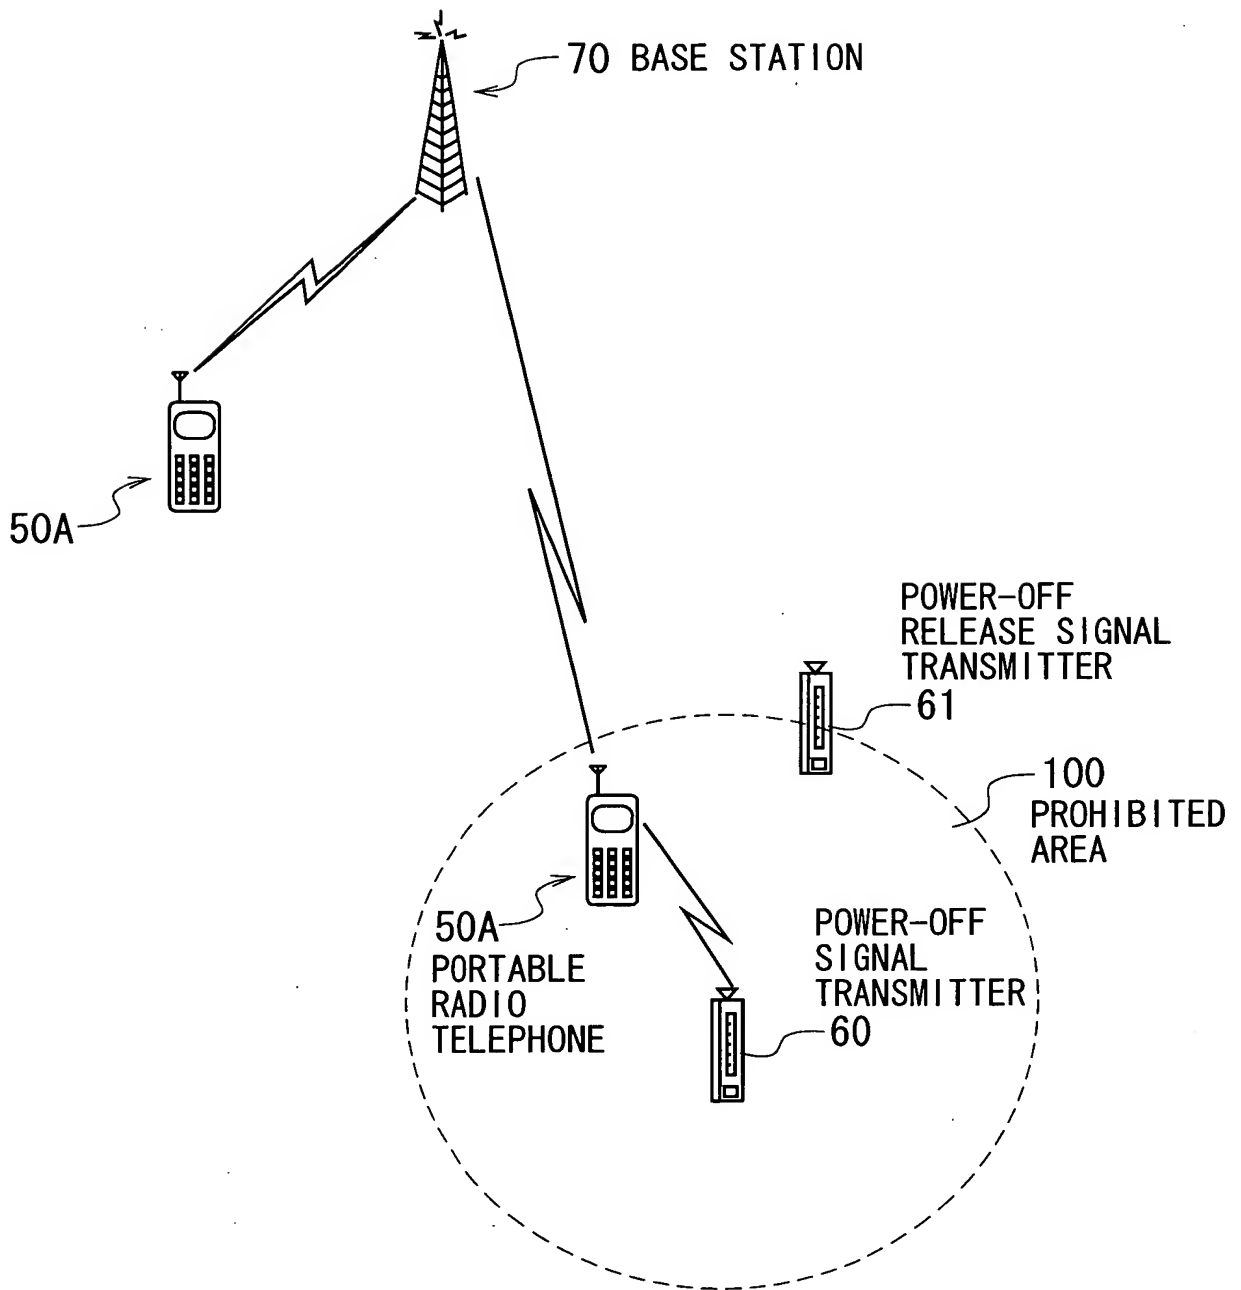 70 BASE STATION
50A
POWER-OFF
RELEASE SIGNAL
TRANSMITTER
61
100
PROHIBITED
AREA
50A
PORTABLE
RADIO
TELEPHONE
POWER-OFF
SIGNAL
TRANSMITTER
60